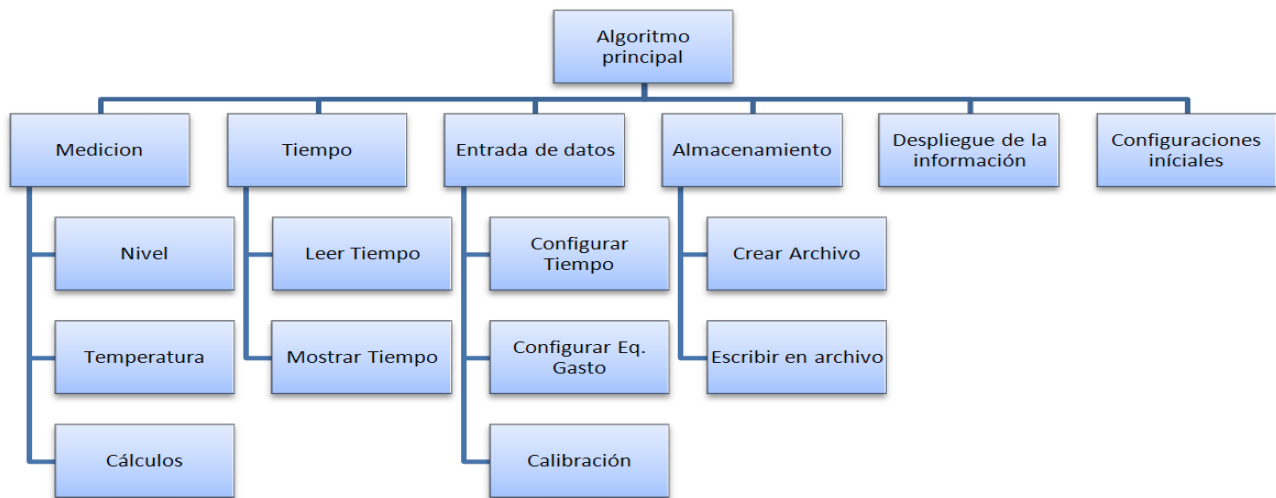 Algoritmo
principal
Medicion
Tiempo
Entrada de datos
Almacenamiento
Despliegue de la
información
Configuraciones
iníciales
Nivel
Leer Tiempo
Configurar
Tiempo
Crear Archivo
Temperatura
Mostrar Tiempo
Configurar Eq.
Gasto
Escribir en archivo
Cálculos
Calibración